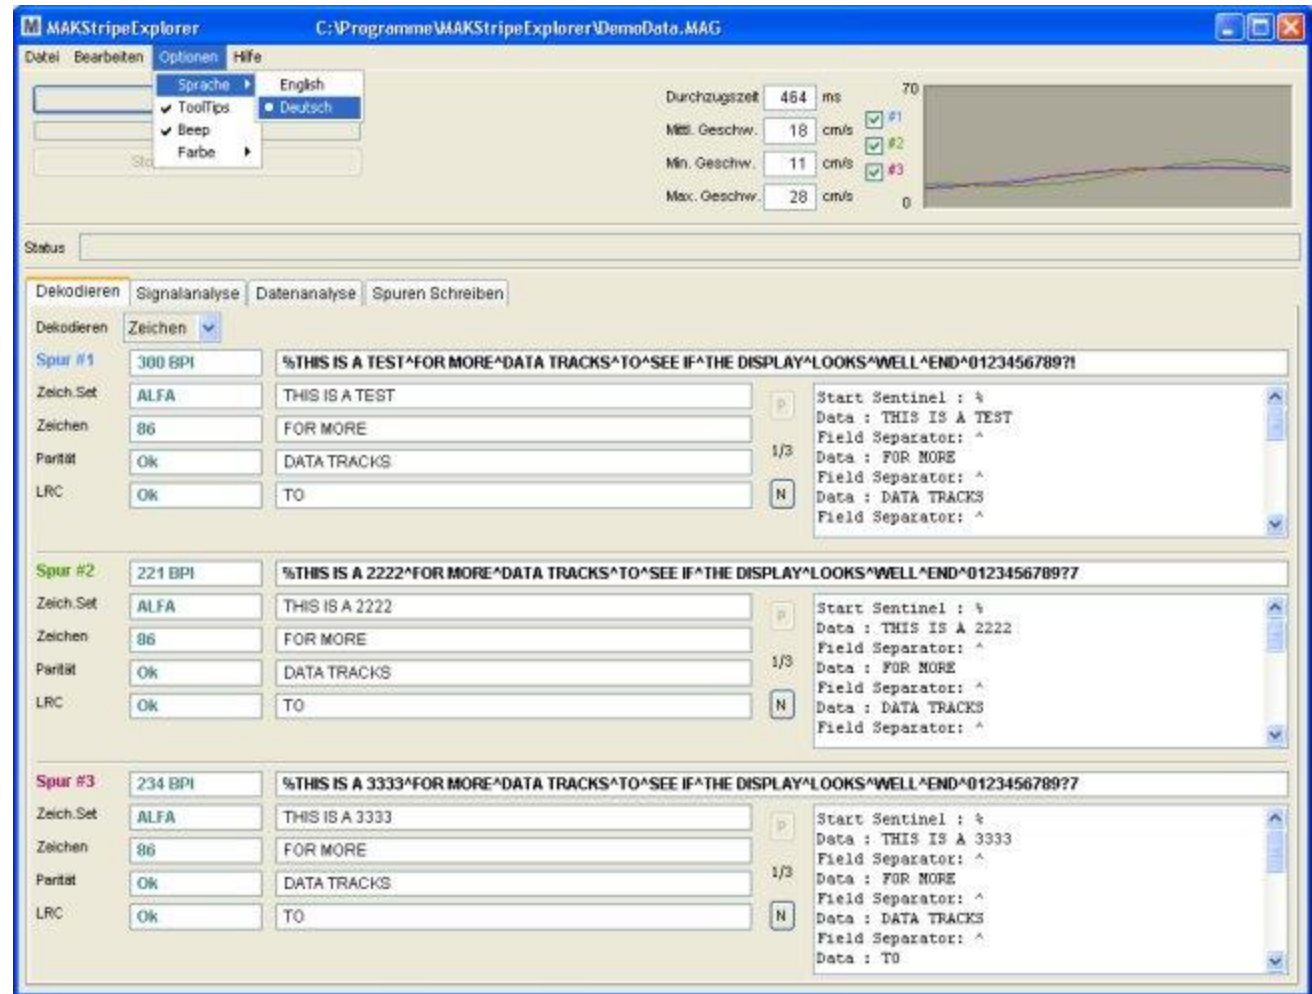 MAKStripeExplorer C:\Programme\MAKStripeExplorer\DemoData.MAG
Datei Bearbeiten Optionen Hilfe
Sprache
ToolTips
Beep
Farbe
English
Deutsch
Durchzugszeit 464 ms
Mittl. Geschw. 18 cm/s
Min. Geschw. 11 cm/s
Max. Geschw. 28 cm/s
#1
#2
#3
70
0
Status
Dekodieren Signalanalyse Datenanalyse Spuren Schreiben
Dekodieren Zeichen
Spur #1 300 BPI %THIS IS A TEST^FOR MORE^DATA TRACKS^TO^SEE IF^THE DISPLAY^LOOKS^WELL^END^0123456789?!
Zeich.Set ALFA THIS IS A TEST
Zeichen 86 FOR MORE
Parität Ok DATA TRACKS
LRC Ok TO
P
1/3
N
Start Sentinel : %
Data : THIS IS A TEST
Field Separator: ^
Data : FOR MORE
Field Separator: ^
Data : DATA TRACKS
Field Separator: ^
Spur #2 221 BPI %THIS IS A 2222^FOR MORE^DATA TRACKS^TO^SEE IF^THE DISPLAY^LOOKS^WELL^END^0123456789?7
Zeich.Set ALFA THIS IS A 2222
Zeichen 86 FOR MORE
Parität Ok DATA TRACKS
LRC Ok TO
P
1/3
N
Start Sentinel : %
Data : THIS IS A 2222
Field Separator: ^
Data : FOR MORE
Field Separator: ^
Data : DATA TRACKS
Field Separator: ^
Spur #3 234 BPI %THIS IS A 3333^FOR MORE^DATA TRACKS^TO^SEE IF^THE DISPLAY^LOOKS^WELL^END^0123456789?7
Zeich.Set ALFA THIS IS A 3333
Zeichen 86 FOR MORE
Parität Ok DATA TRACKS
LRC Ok TO
P
1/3
N
Start Sentinel : %
Data : THIS IS A 3333
Field Separator: ^
Data : FOR MORE
Field Separator: ^
Data : DATA TRACKS
Field Separator: ^
Data : TO